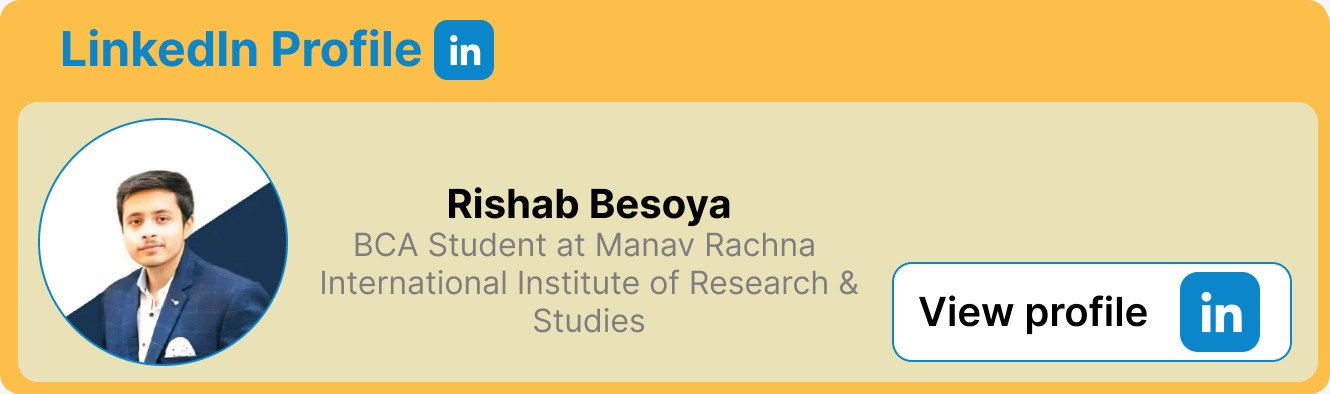 LinkedIn Profile in
Rishab Besoya
BCA Student at Manav Rachna
International Institute of Research &
Studies
View profile in